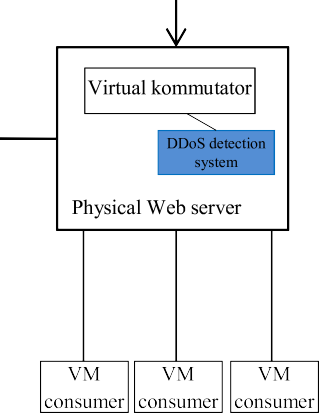 Virtual kommutator
DDoS detection
system
Physical Web server
VM
consumer
VM
consumer
VM
consumer